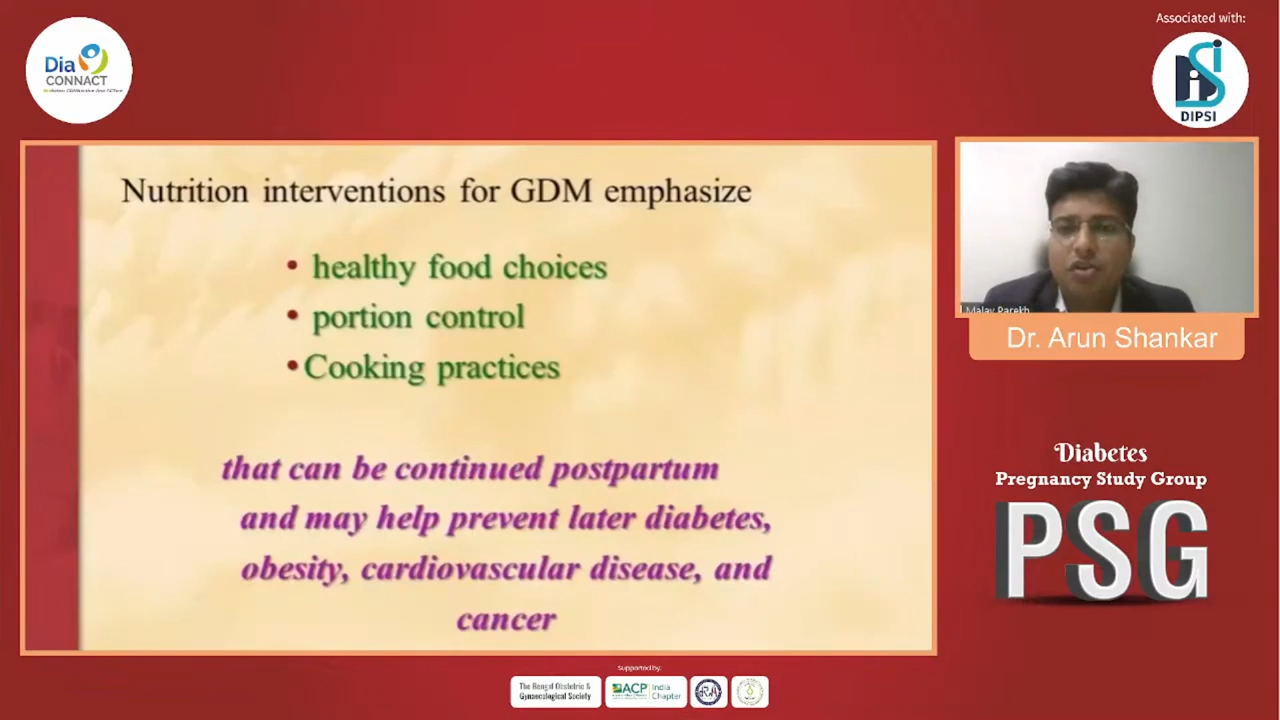 Associated with:
Dia
CONNACT
DIPSI
Nutrition interventions for GDM emphasize
• healthy food choices
• portion control
• Cooking practices
that can be continued postpartum
and may help prevent later diabetes,
obesity, cardiovascular disease, and
cancer
Malay Parekh
Dr. Arun Shankar
Diabetes
Pregnancy Study Group
PSG
Supported by:
The Bengal Obstetric &
Gynaecological Society
ACP
India
Chapter